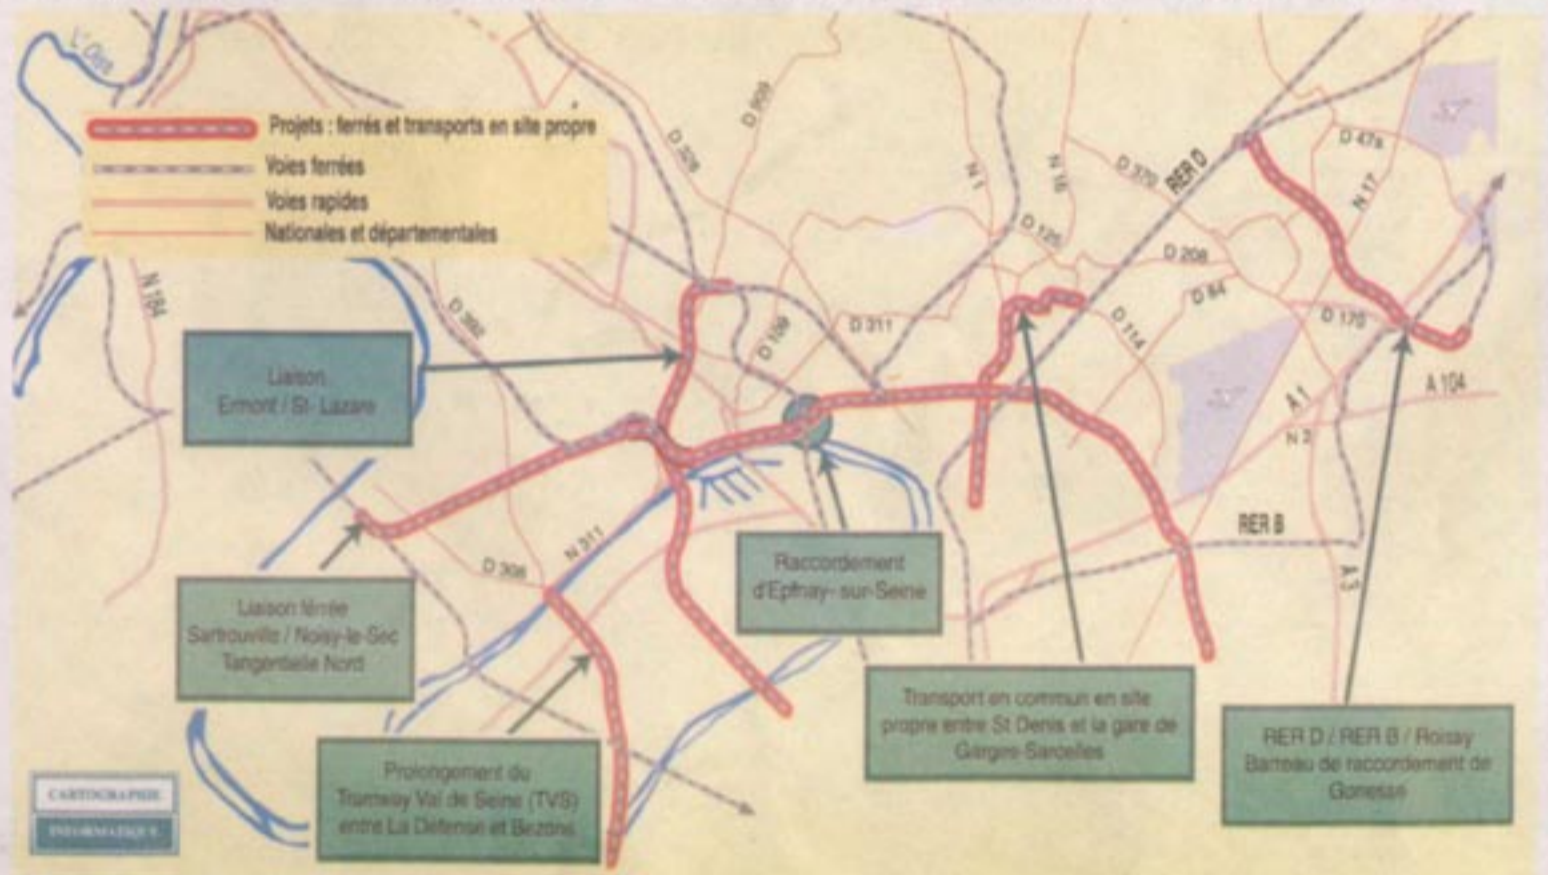 L'Oise
Projets : ferrés et transports en site propre
Voies ferrées
Voies rapides
Nationales et départementales
D 909
D 328
N 1
N 16
D 370
RER D
D 47a
N 17
D 125
D 208
D 84
D 170
D 114
N 184
D 392
D 109
D 311
A 1
A 104
N 2
Liaison
Ermont / St- Lazare
RER B
N 311
D 308
A 3
Raccordement
d'Epinay- sur-Seine
Liaison férrée
Sartrouville / Noisy-le-Sec
Tangentielle Nord
Transport en commun en site
propre entre St Denis et la gare de
Garges-Sarcelles
RER D / RER B / Roissy
Barreau de raccordement de
Gonesse
Prolongement du
Tramway Val de Seine (TVS)
entre La Défense et Bezons
CARTOGRAPHIE
INFORMATIQUE